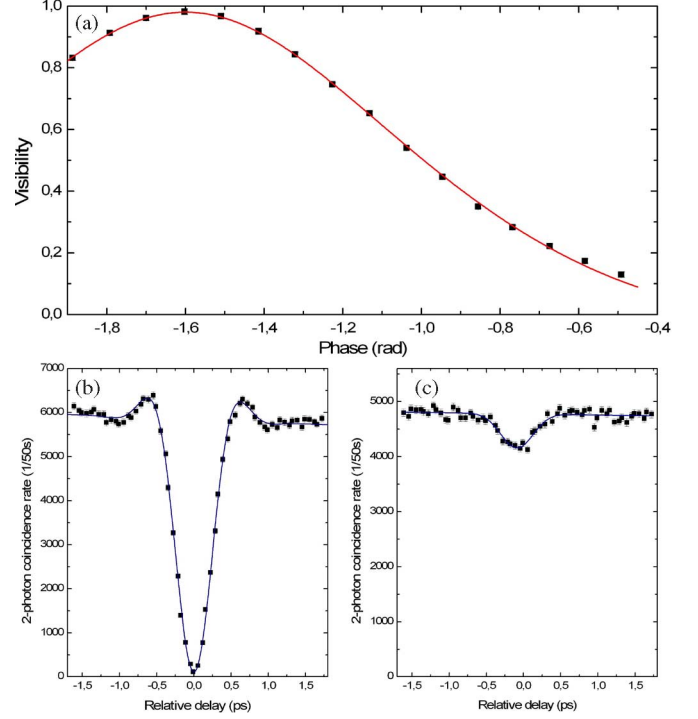 (a)
1,0
0,8
0,6
0,4
0,2
0,0
Visibility
-1,8 -1,6 -1,4 -1,2 -1,0 -0,8 -0,6 -0,4
Phase (rad)
(b)
7000
6000
5000
4000
3000
2000
1000
0
2-photon coincidence rate (1/50s)
-1,5 -1,0 -0,5 0,0 0,5 1,0 1,5
Relative delay (ps)
(c)
5000
4000
3000
2000
1000
0
2-photon coincidence rate (1/50s)
-1,5 -1,0 -0,5 0,0 0,5 1,0 1,5
Relative delay (ps)